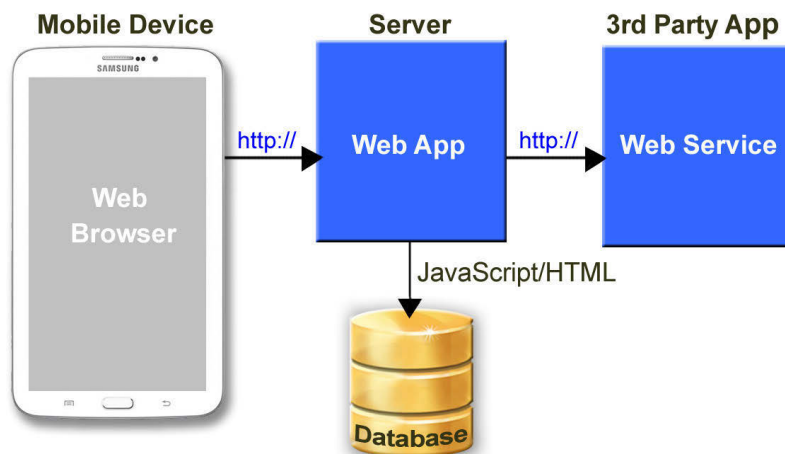 Mobile Device
Server
3rd Party App
SAMSUNG
http://
Web App
http://
Web Service
Web
Browser
JavaScript/HTML
Database